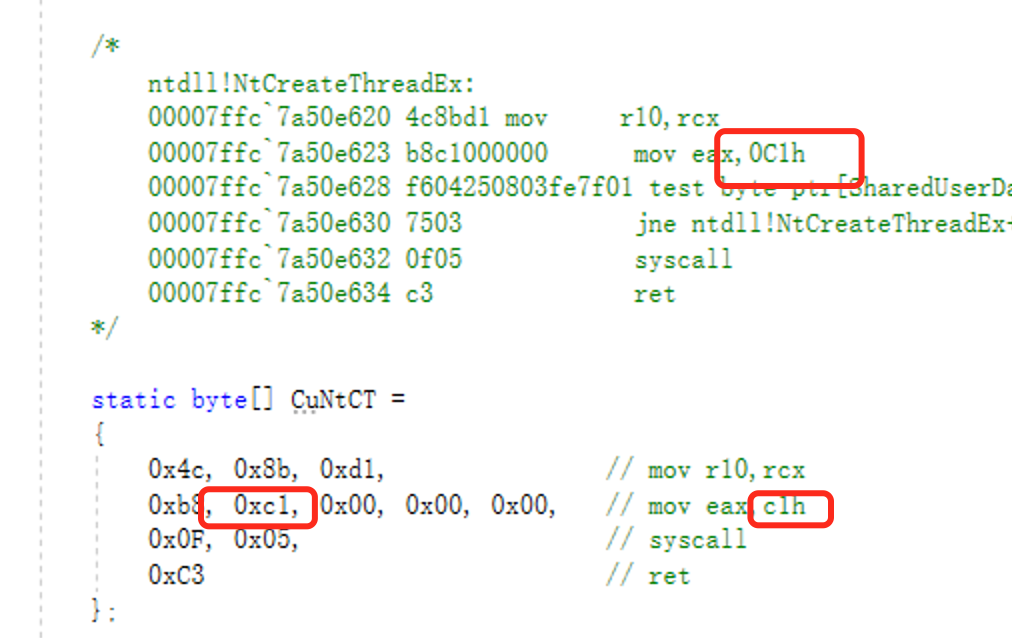 /*
ntdll!NtCreateThreadEx:
00007ffc`7a50e620 4c8bd1 mov r10,rcx
00007ffc`7a50e623 b8c1000000 mov eax,0C1h
00007ffc`7a50e628 f604250803fe7f01 test byte ptr[SharedUserDa
00007ffc`7a50e630 7503 jne ntdll!NtCreateThreadEx+
00007ffc`7a50e632 0f05 syscall
00007ffc`7a50e634 c3 ret
*/
static byte[] CuNtCT =
{
0x4c, 0x8b, 0xd1, // mov r10,rcx
0xb8, 0xc1, 0x00, 0x00, 0x00, // mov eax,c1h
0x0F, 0x05, // syscall
0xC3 // ret
};